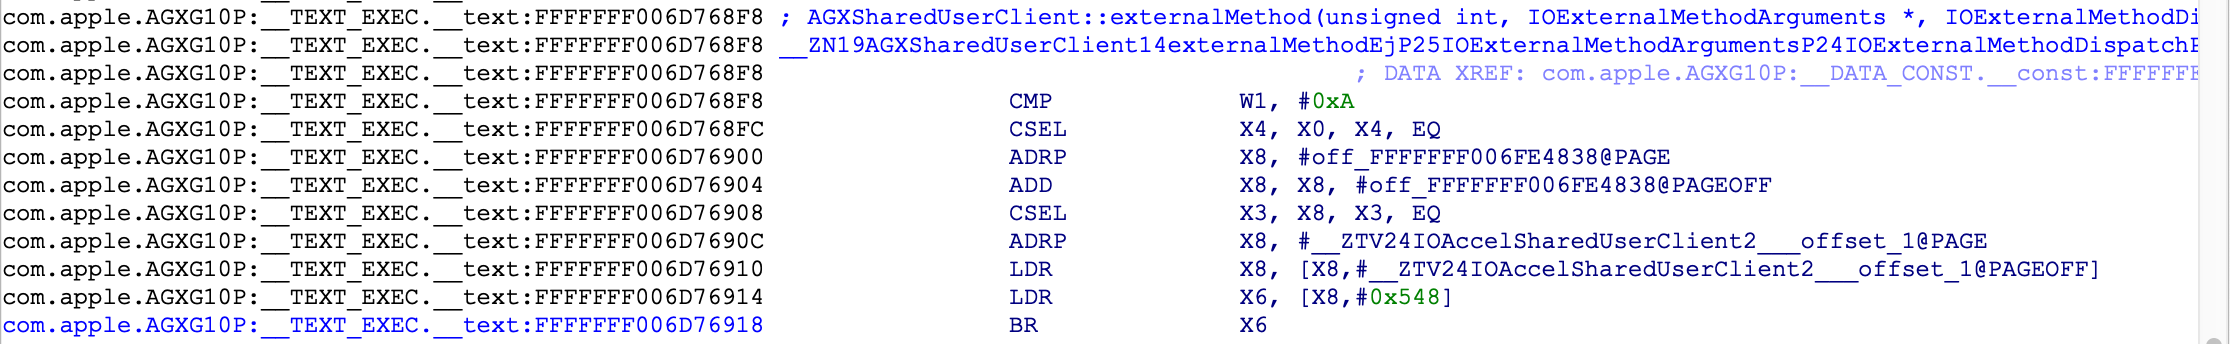 com.apple.AGXG10P:__TEXT_EXEC.__text:FFFFFFF006D768F8 ; AGXSharedUserClient::externalMethod(unsigned int, IOExternalMethodArguments *, IOExternalMethodDi
com.apple.AGXG10P:__TEXT_EXEC.__text:FFFFFFF006D768F8 __ZN19AGXSharedUserClient14externalMethodEjP25IOExternalMethodArgumentsP24IOExternalMethodDispatchP
com.apple.AGXG10P:__TEXT_EXEC.__text:FFFFFFF006D768F8 ; DATA XREF: com.apple.AGXG10P:__DATA_CONST.__const:FFFFFFF
com.apple.AGXG10P:__TEXT_EXEC.__text:FFFFFFF006D768F8 CMP W1, #0xA
com.apple.AGXG10P:__TEXT_EXEC.__text:FFFFFFF006D768FC CSEL X4, X0, X4, EQ
com.apple.AGXG10P:__TEXT_EXEC.__text:FFFFFFF006D76900 ADRP X8, #off_FFFFFFF006FE4838@PAGE
com.apple.AGXG10P:__TEXT_EXEC.__text:FFFFFFF006D76904 ADD X8, X8, #off_FFFFFFF006FE4838@PAGEOFF
com.apple.AGXG10P:__TEXT_EXEC.__text:FFFFFFF006D76908 CSEL X3, X8, X3, EQ
com.apple.AGXG10P:__TEXT_EXEC.__text:FFFFFFF006D7690C ADRP X8, #__ZTV24IOAccelSharedUserClient2___offset_1@PAGE
com.apple.AGXG10P:__TEXT_EXEC.__text:FFFFFFF006D76910 LDR X8, [X8,#__ZTV24IOAccelSharedUserClient2___offset_1@PAGEOFF]
com.apple.AGXG10P:__TEXT_EXEC.__text:FFFFFFF006D76914 LDR X6, [X8,#0x548]
com.apple.AGXG10P:__TEXT_EXEC.__text:FFFFFFF006D76918 BR X6